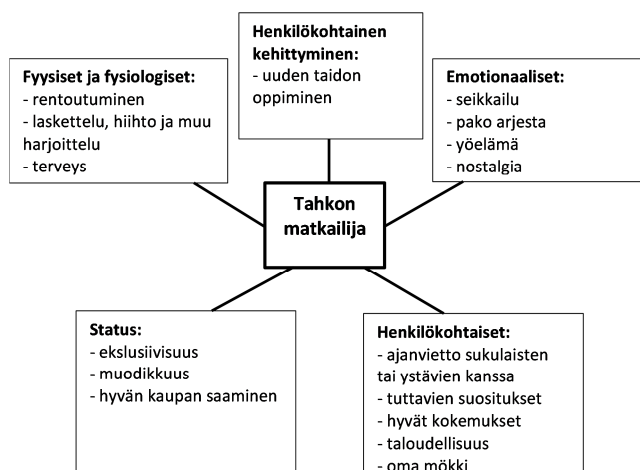 Henkilökohtainen
kehittyminen:
- uuden taidon
oppiminen
Fyysiset ja fysiologiset:
- rentoutuminen
- laskettelu, hiihto ja muu
harjoittelu
- terveys
Emotionaaliset:
- seikkailu
- pako arjesta
- yöelämä
- nostalgia
Tahkon
matkailija
Status:
- ekslusiivisuus
- muodikkuus
- hyvän kaupan saaminen
Henkilökohtaiset:
- ajanvietto sukulaisten
tai ystävien kanssa
- tuttavien suositukset
- hyvät kokemukset
- taloudellisuus
- oma mökki